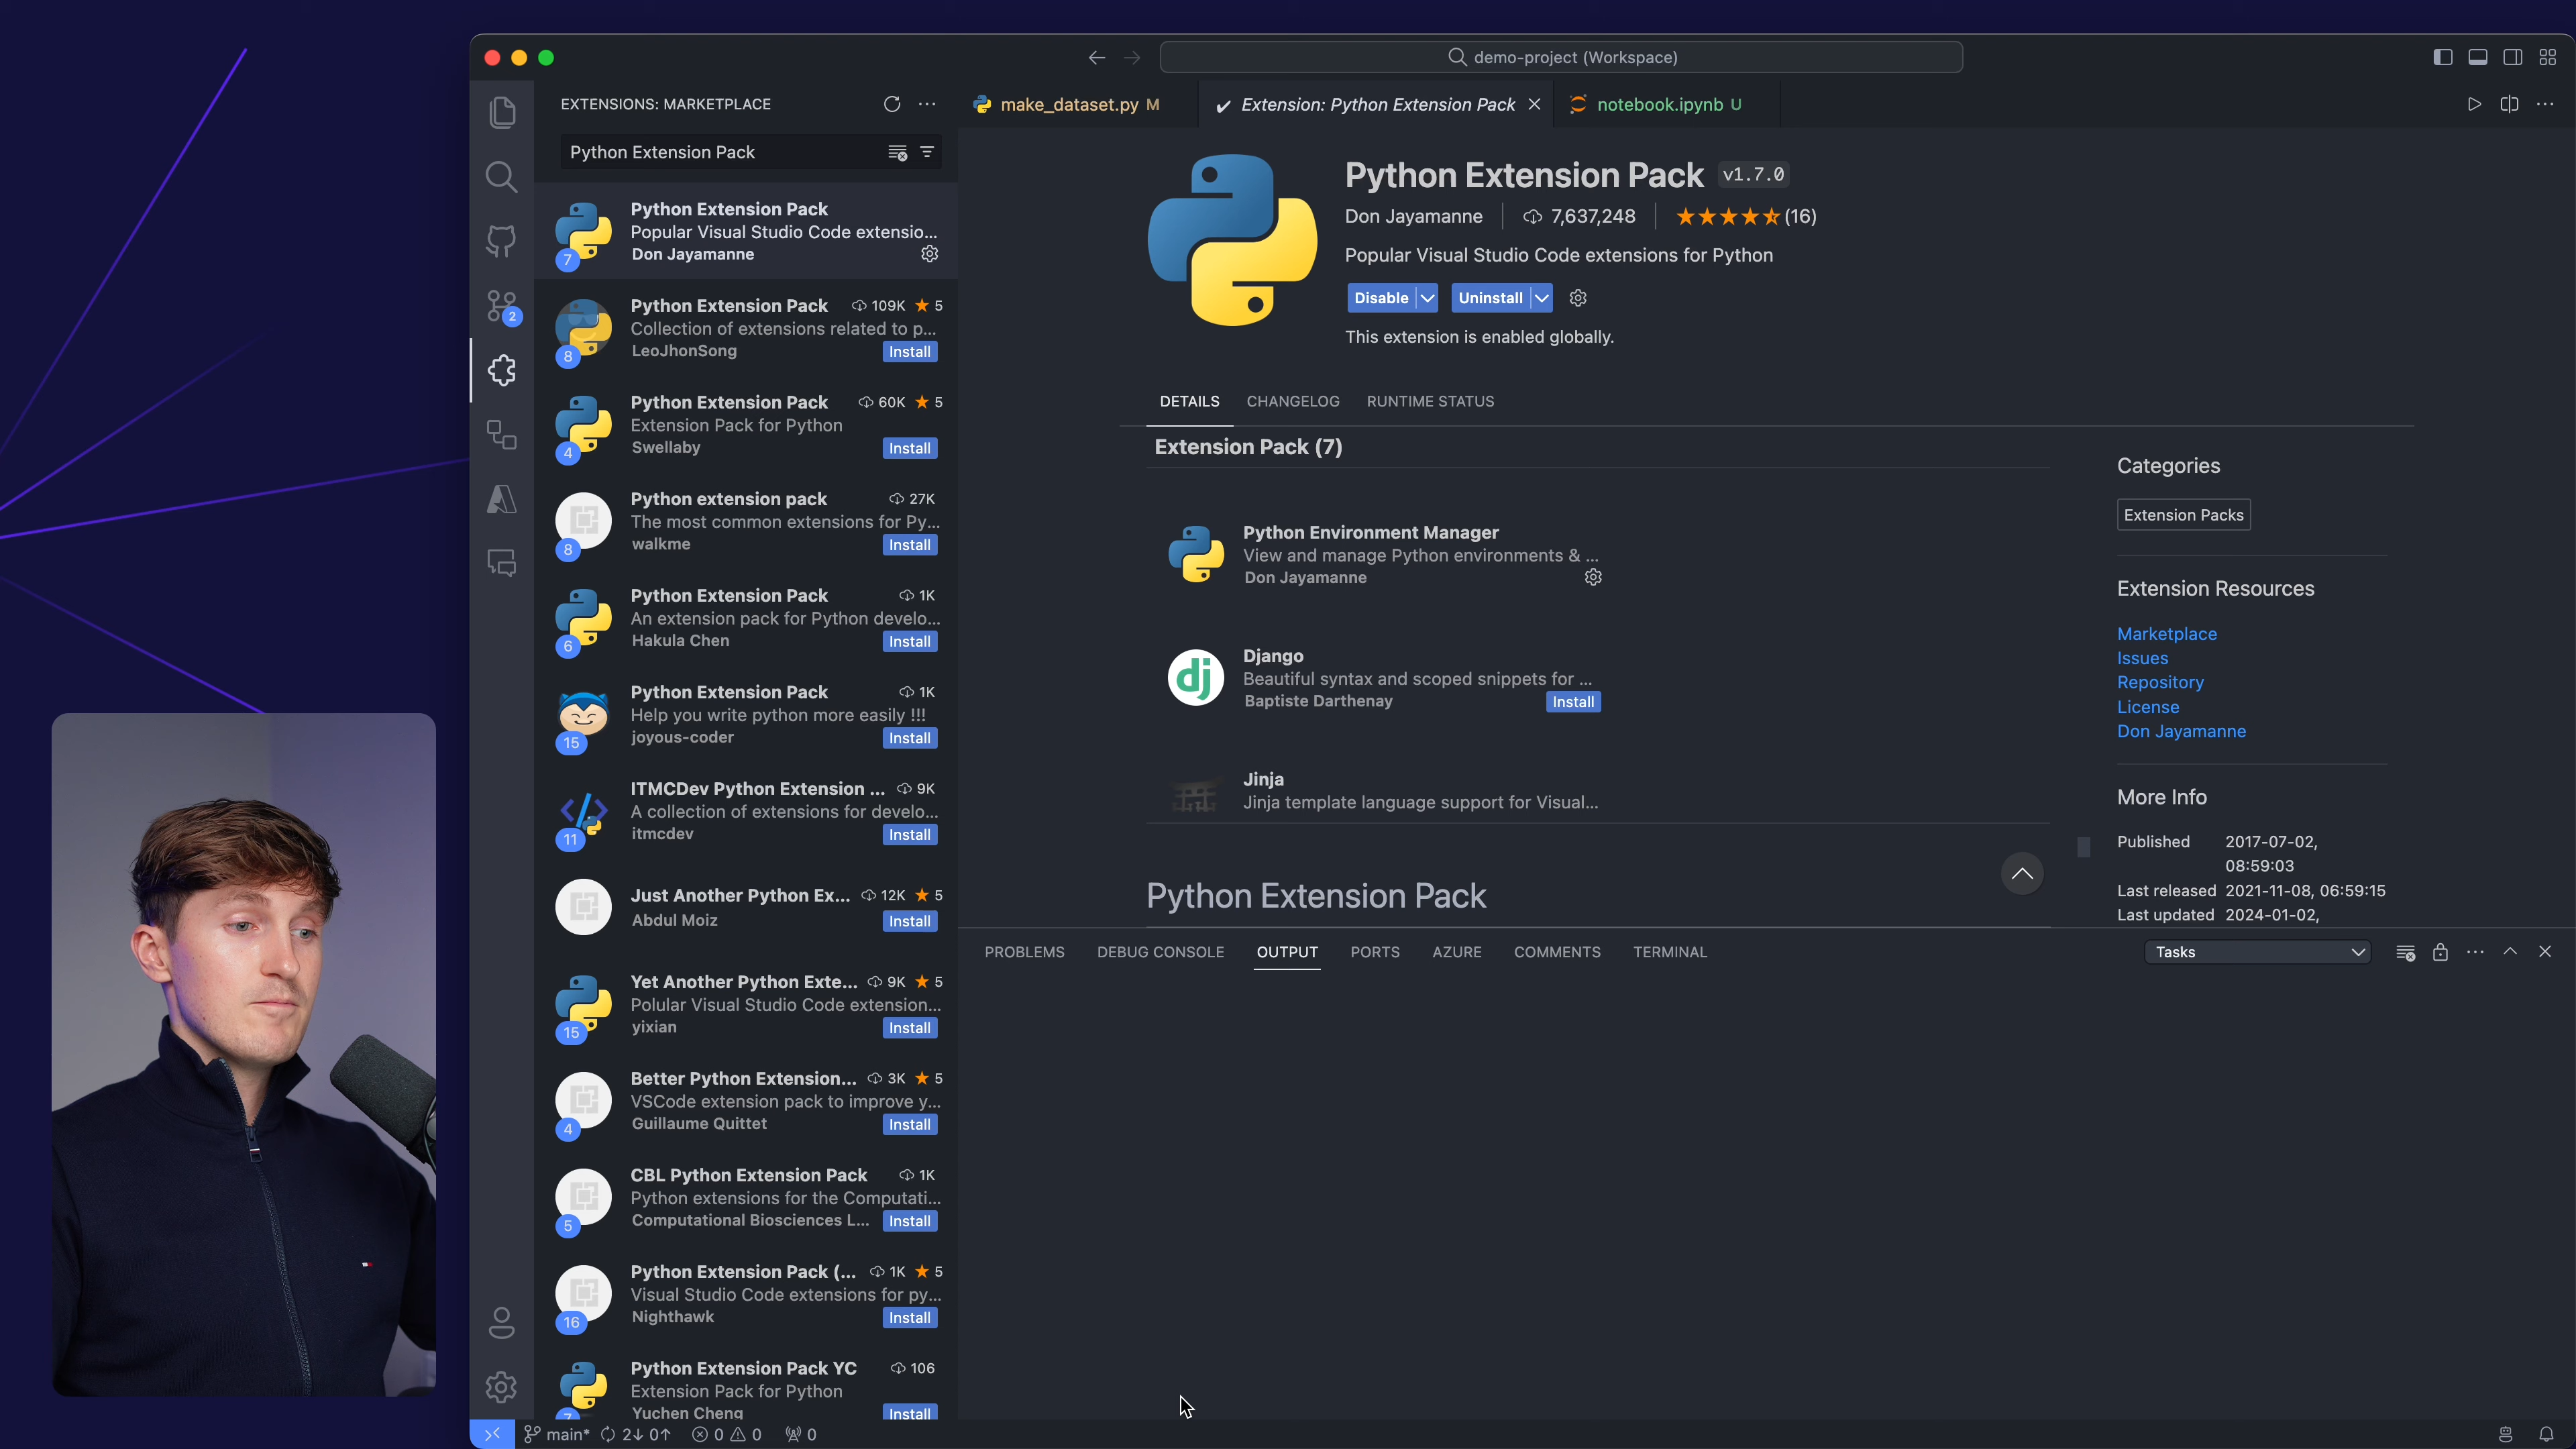 demo-project (Workspace)
EXTENSIONS: MARKETPLACE
make_dataset.py M
Extension: Python Extension Pack
notebook.ipynb U
Python Extension Pack
Python Extension Pack
Popular Visual Studio Code extensio...
Don Jayamanne
7
Python Extension Pack 109K 5
Collection of extensions related to p...
LeoJhonSong Install
8
Python Extension Pack 60K 5
Extension Pack for Python
Swellaby Install
4
Python extension pack 27K
The most common extensions for Py...
walkme Install
8
Python Extension Pack 1K
An extension pack for Python develo...
Hakula Chen Install
6
Python Extension Pack 1K
Help you write python more easily !!!
joyous-coder Install
15
ITMCDev Python Extension ... 9K
A collection of extensions for develo...
itmcdev Install
11
Just Another Python Ex... 12K 5
Abdul Moiz Install
Yet Another Python Exte... 9K 5
Polular Visual Studio Code extension...
yixian Install
15
Better Python Extension... 3K 5
VSCode extension pack to improve y...
Guillaume Quittet Install
4
CBL Python Extension Pack 1K
Python extensions for the Computati...
Computational Biosciences L... Install
5
Python Extension Pack (... 1K 5
Visual Studio Code extensions for py...
Nighthawk Install
16
Python Extension Pack YC 106
Extension Pack for Python
Yuchen Cheng Install
7
2
Python Extension Pack v1.7.0
Don Jayamanne 7,637,248 (16)
Popular Visual Studio Code extensions for Python
Disable Uninstall
This extension is enabled globally.
DETAILS CHANGELOG RUNTIME STATUS
Extension Pack (7)
Python Environment Manager
View and manage Python environments & ...
Don Jayamanne
dj
Django
Beautiful syntax and scoped snippets for ...
Baptiste Darthenay Install
Jinja
Jinja template language support for Visual...
Python Extension Pack
Categories
Extension Packs
Extension Resources
Marketplace
Issues
Repository
License
Don Jayamanne
More Info
Published 2017-07-02,
08:59:03
Last released 2021-11-08, 06:59:15
Last updated 2024-01-02,
PROBLEMS DEBUG CONSOLE OUTPUT PORTS AZURE COMMENTS TERMINAL
Tasks
main* 2↓ 0↑ 0 0 0